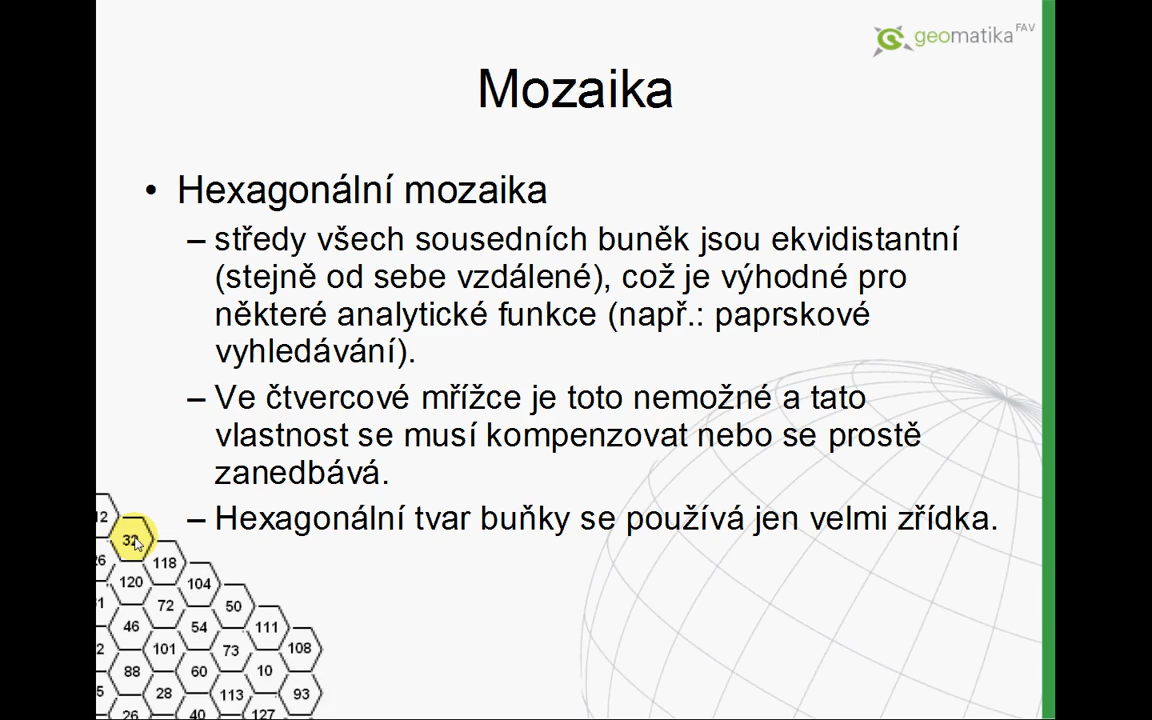 geomatika FAV
Mozaika
• Hexagonální mozaika
– středy všech sousedních buněk jsou ekvidistantní
(stejně od sebe vzdálené), což je výhodné pro
některé analytické funkce (např.: paprskové
vyhledávání).
– Ve čtvercové mřížce je toto nemožné a tato
vlastnost se musí kompenzovat nebo se prostě
zanedbává.
– Hexagonální tvar buňky se používá jen velmi zřídka.
118
120
104
72
50
46
54
111
101
73
108
88
60
10
28
113
93
26
40
127